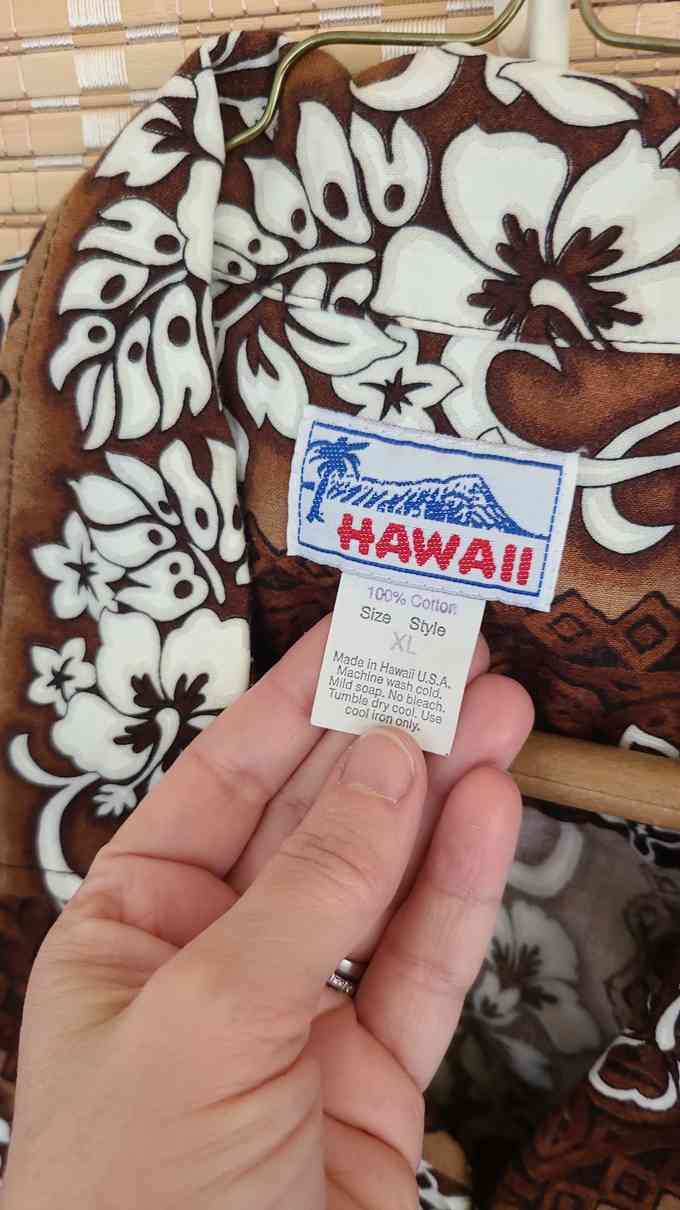 HAWAII
100% Cotton
Size Style
XL
Made in Hawaii U.S.A.
Machine wash cold.
Mild soap. No bleach.
Tumble dry cool. Use
cool iron only.